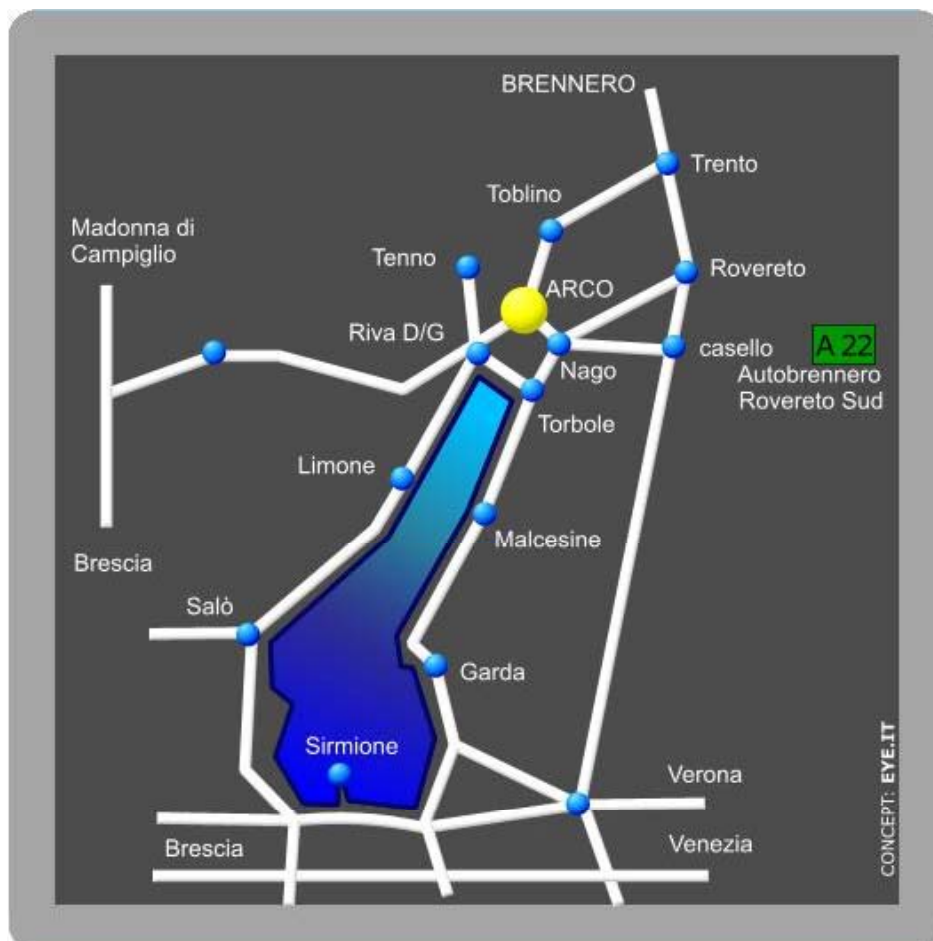 BRENNERO
Trento
Toblino
Madonna di
Campiglio
Tenno
Rovereto
ARCO
Riva D/G
casello
A 22
Nago
Autobrennero
Rovereto Sud
Torbole
Limone
Malcesine
Brescia
Salò
Garda
Sirmione
Verona
Brescia
Venezia
CONCEPT: EYE.IT